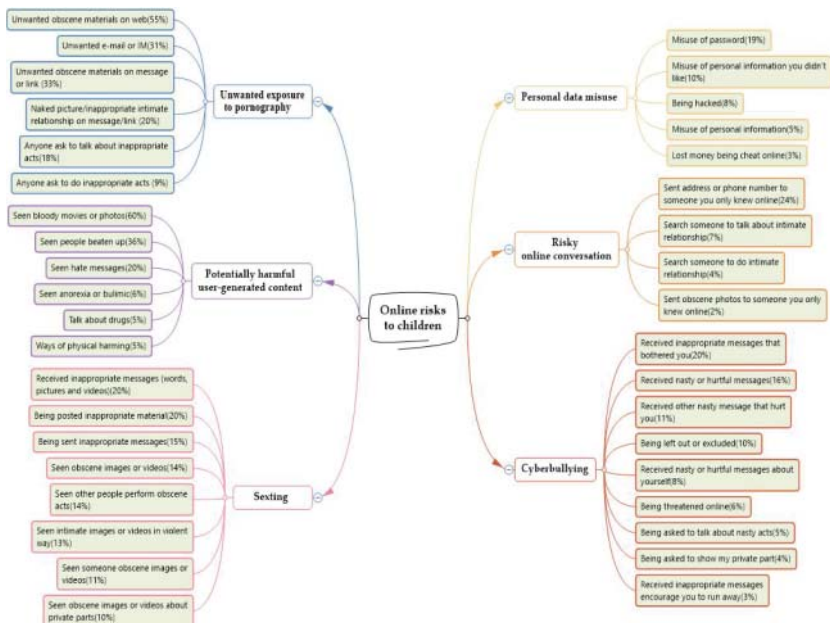 Unwanted obscene materials on web(55%)
Unwanted e-mail or IM(31%)
Unwanted obscene materials on message
or link (33%)
Naked picture/inappropriate intimate
relationship on message/link (20%)
Anyone ask to talk about inappropriate
acts(18%)
Anyone ask to do inappropriate acts (9%)
Unwanted exposure
to pornography
Seen bloody movies or photos(60%)
Seen people beaten up(36%)
Seen hate messages(20%)
Seen anorexia or bulimic(6%)
Talk about drugs(5%)
Ways of physical harming(5%)
Potentially harmful
user-generated content
Received inappropriate messages (words,
pictures and videos)(20%)
Being posted inappropriate material(20%)
Being sent inappropriate messages(15%)
Seen obscene images or videos(14%)
Seen other people perform obscene
acts(14%)
Seen intimate images or videos in violent
way(13%)
Seen someone obscene images or
videos(11%)
Seen obscene images or videos about
private parts(10%)
Sexting
Online risks
to children
Personal data misuse
Misuse of password(19%)
Misuse of personal information you didn't
like(10%)
Being hacked(8%)
Misuse of personal information(5%)
Lost money being cheat online(3%)
Risky
online conversation
Sent address or phone number to
someone you only knew online(24%)
Search someone to talk about intimate
relationship(7%)
Search someone to do intimate
relationship(4%)
Sent obscene photos to someone you only
knew online(2%)
Cyberbullying
Received inappropriate messages that
bothered you(20%)
Received nasty or hurtful messages(16%)
Received other nasty message that hurt
you(11%)
Being left out or excluded(10%)
Received nasty or hurtful messages about
yourself(8%)
Being threatened online(6%)
Being asked to talk about nasty acts(5%)
Being asked to show my private part(4%)
Received inappropriate messages
encourage you to run away(3%)